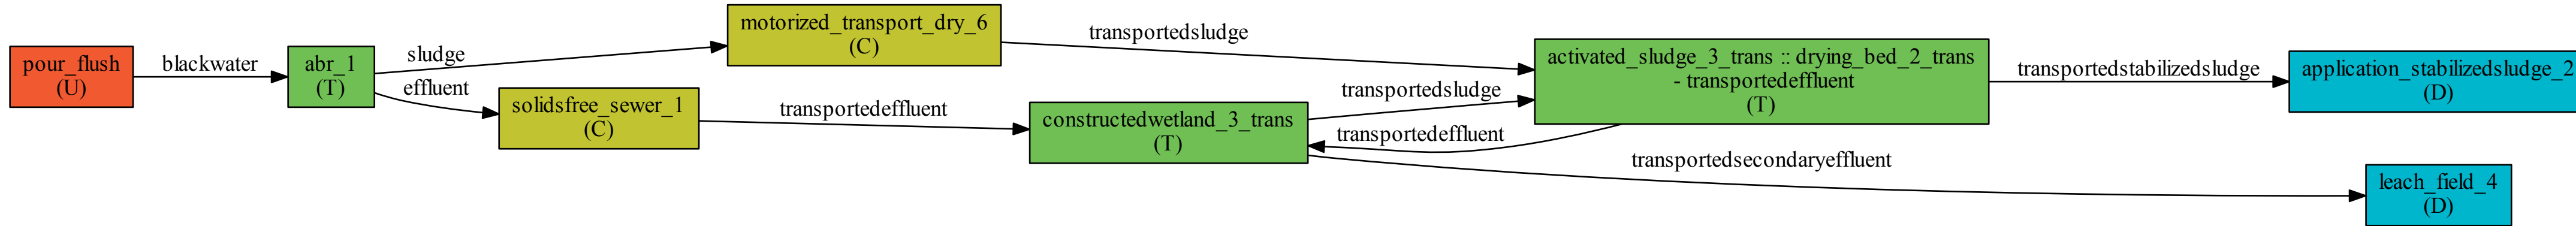 pour_flush
(U)
blackwater
abr_1
(T)
sludge
effluent
motorized_transport_dry_6
(C)
solidsfree_sewer_1
(C)
transportedsludge
transportedeffluent
constructedwetland_3_trans
(T)
transportedsludge
transportedeffluent
activated_sludge_3_trans :: drying_bed_2_trans
- transportedeffluent
(T)
transportedstabilizedsludge
transportedsecondaryeffluent
application_stabilizedsludge_2
(D)
leach_field_4
(D)